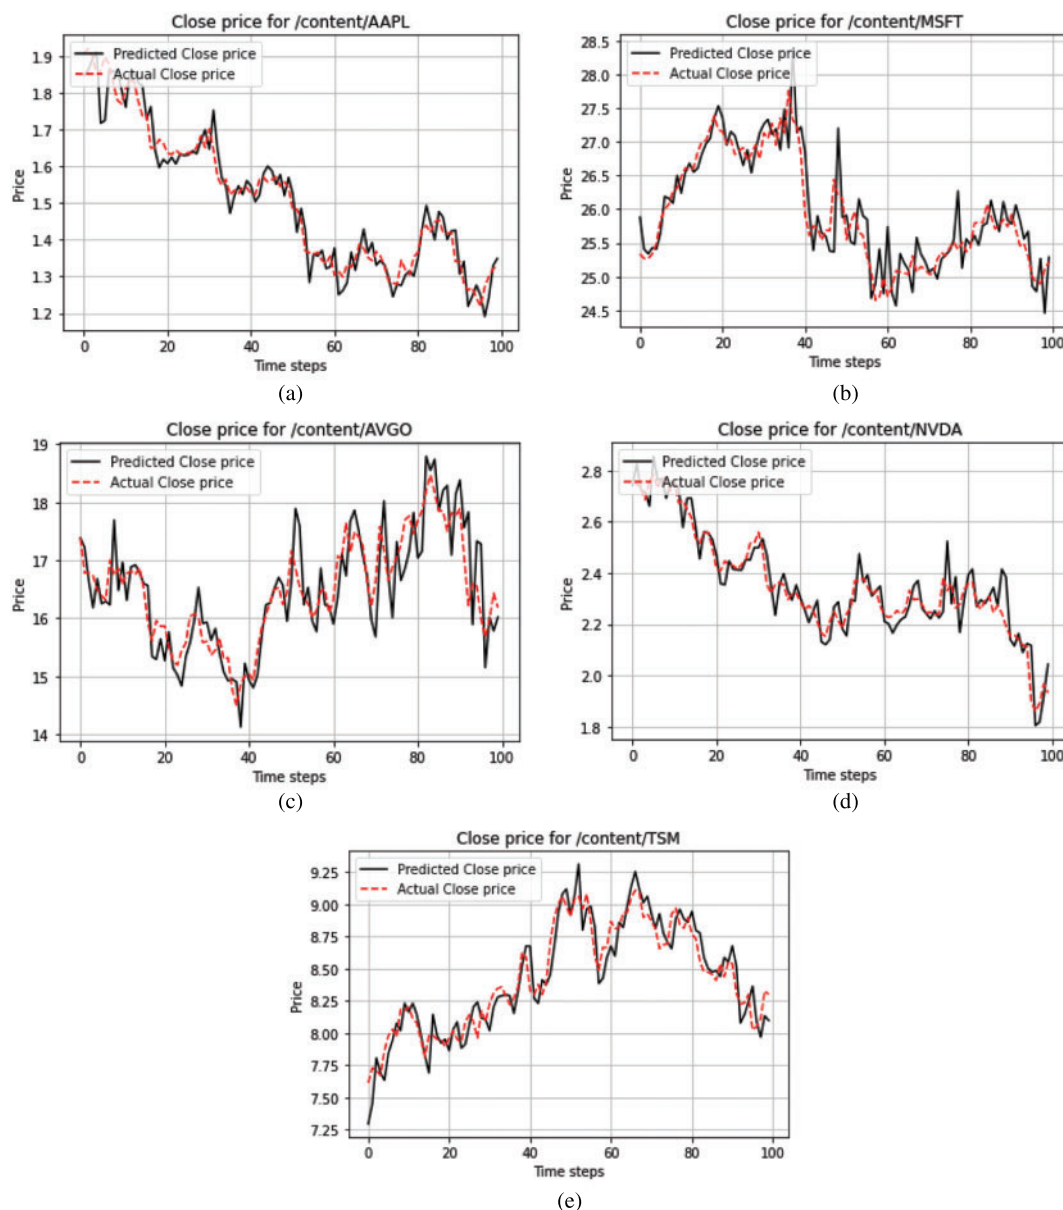 Close price for /content/AAPL
Predicted Close price
Actual Close price
Price
1.9
1.8
1.7
1.6
1.5
1.4
1.3
1.2
0 20 40 60 80 100
Time steps
(a)
Close price for /content/MSFT
Predicted Close price
Actual Close price
Price
28.5
28.0
27.5
27.0
26.5
26.0
25.5
25.0
24.5
0 20 40 60 80 100
Time steps
(b)
Close price for /content/AVGO
Predicted Close price
Actual Close price
Price
19
18
17
16
15
14
0 20 40 60 80 100
Time steps
(c)
Close price for /content/NVDA
Predicted Close price
Actual Close price
Price
2.8
2.6
2.4
2.2
2.0
1.8
0 20 40 60 80 100
Time steps
(d)
Close price for /content/TSM
Predicted Close price
Actual Close price
Price
9.25
9.00
8.75
8.50
8.25
8.00
7.75
7.50
7.25
0 20 40 60 80 100
Time steps
(e)